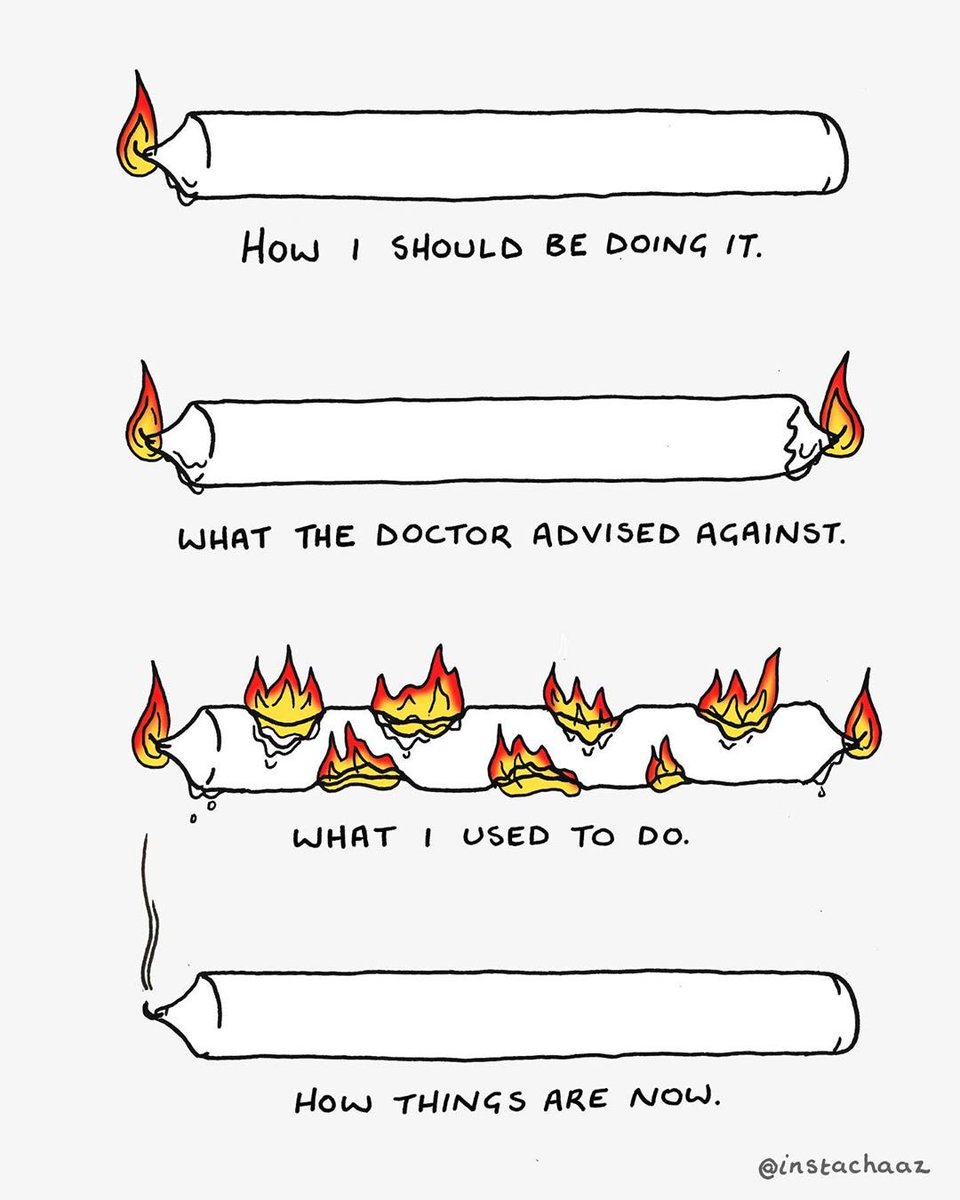 HOW I SHOULD BE DOING IT.
WHAT THE DOCTOR ADVISED AGAINST.
WHAT I USED TO DO.
HOW THINGS ARE NOW.
@instachaaz